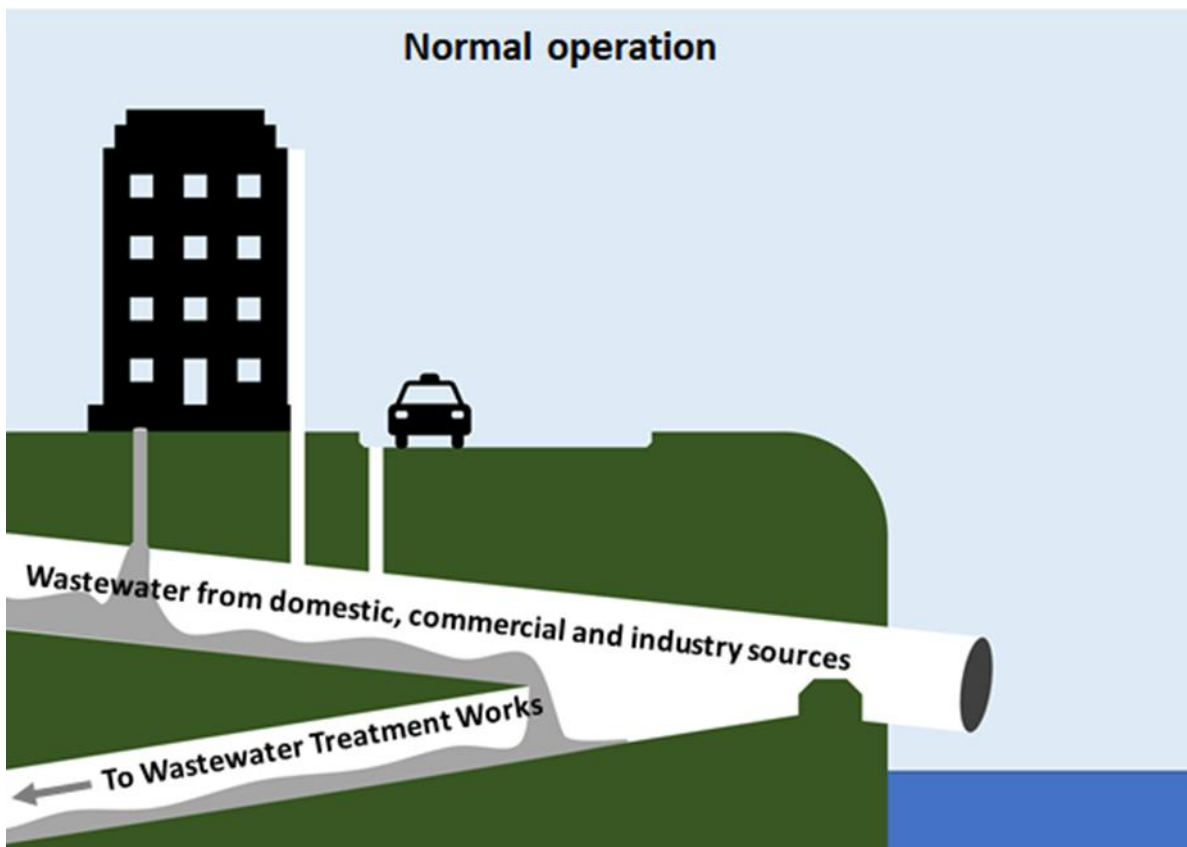 Normal operation
Wastewater from domestic, commercial and industry sources
To Wastewater Treatment Works